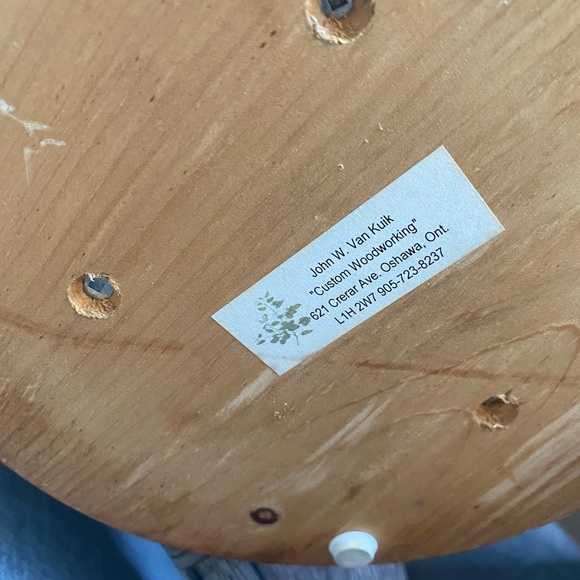 John W. Van Kuik
"Custom Woodworking"
621 Crerar Ave. Oshawa, Ont.
L1H 2W7 905-723-8237